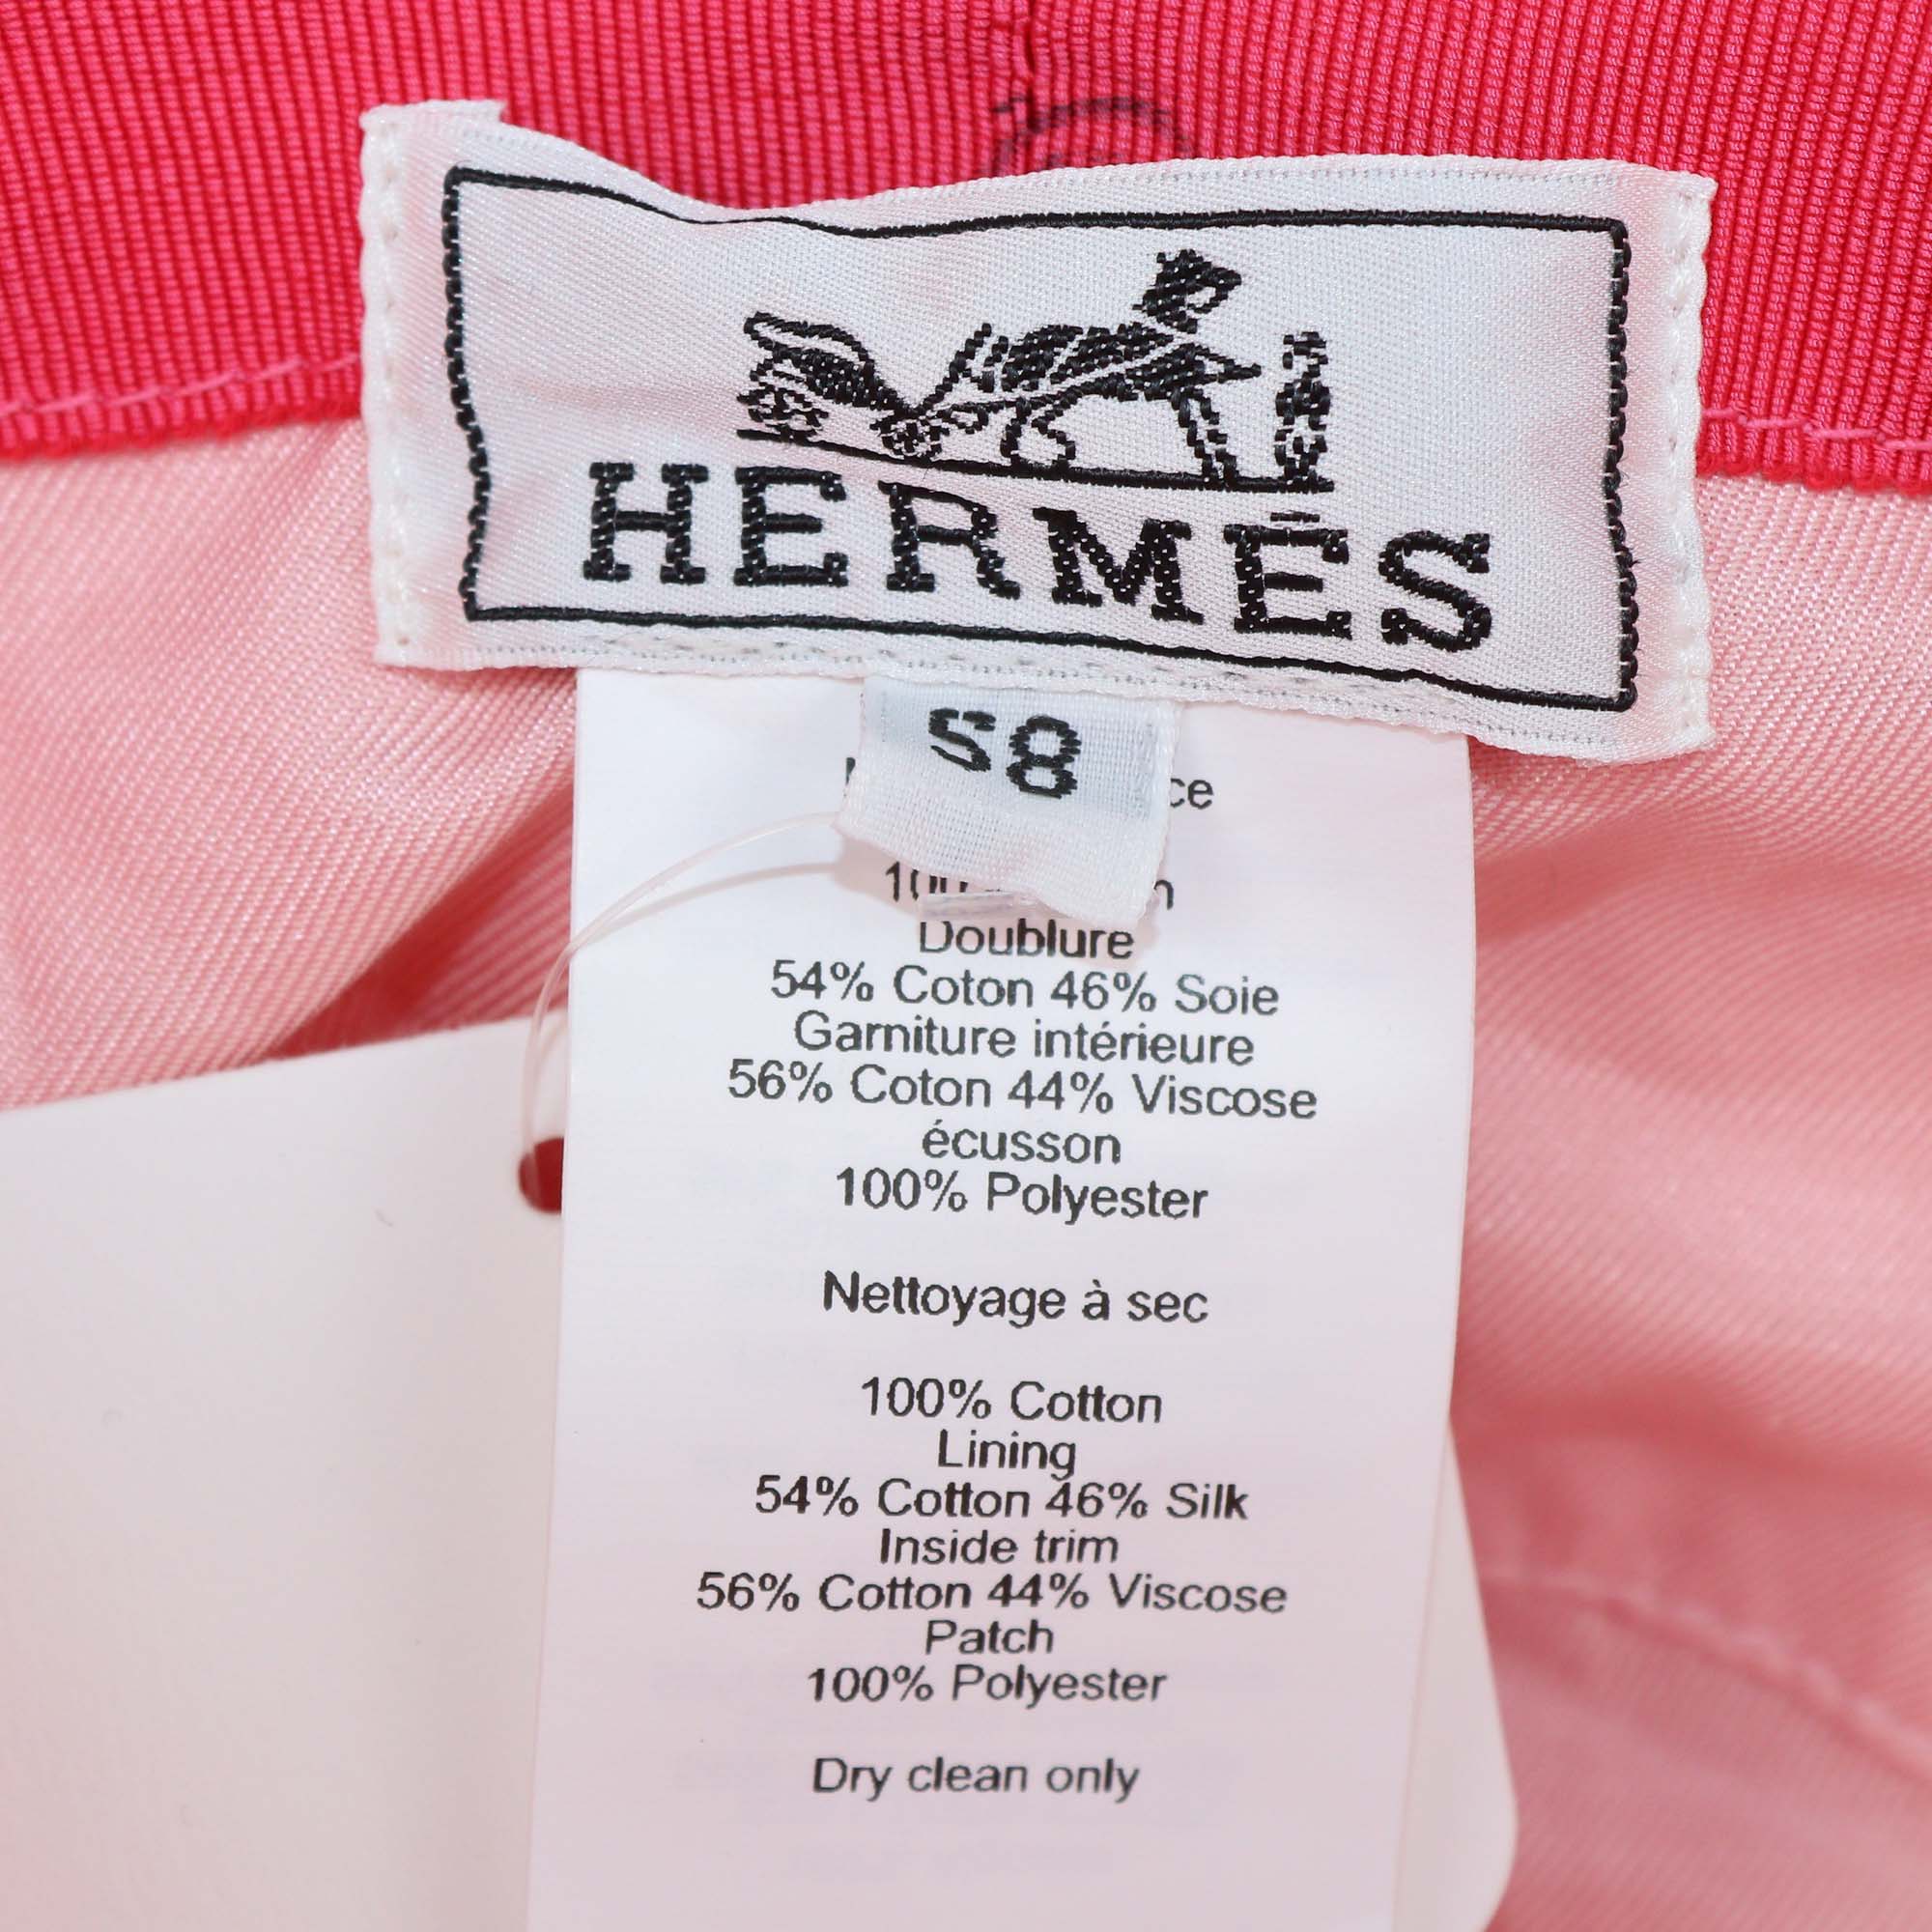 HERMÈS
58
Doublure
54% Coton 46% Soie
Garniture intérieure
56% Coton 44% Viscose
écusson
100% Polyester
Nettoyage à sec
100% Cotton
Lining
54% Cotton 46% Silk
Inside trim
56% Cotton 44% Viscose
Patch
100% Polyester
Dry clean only